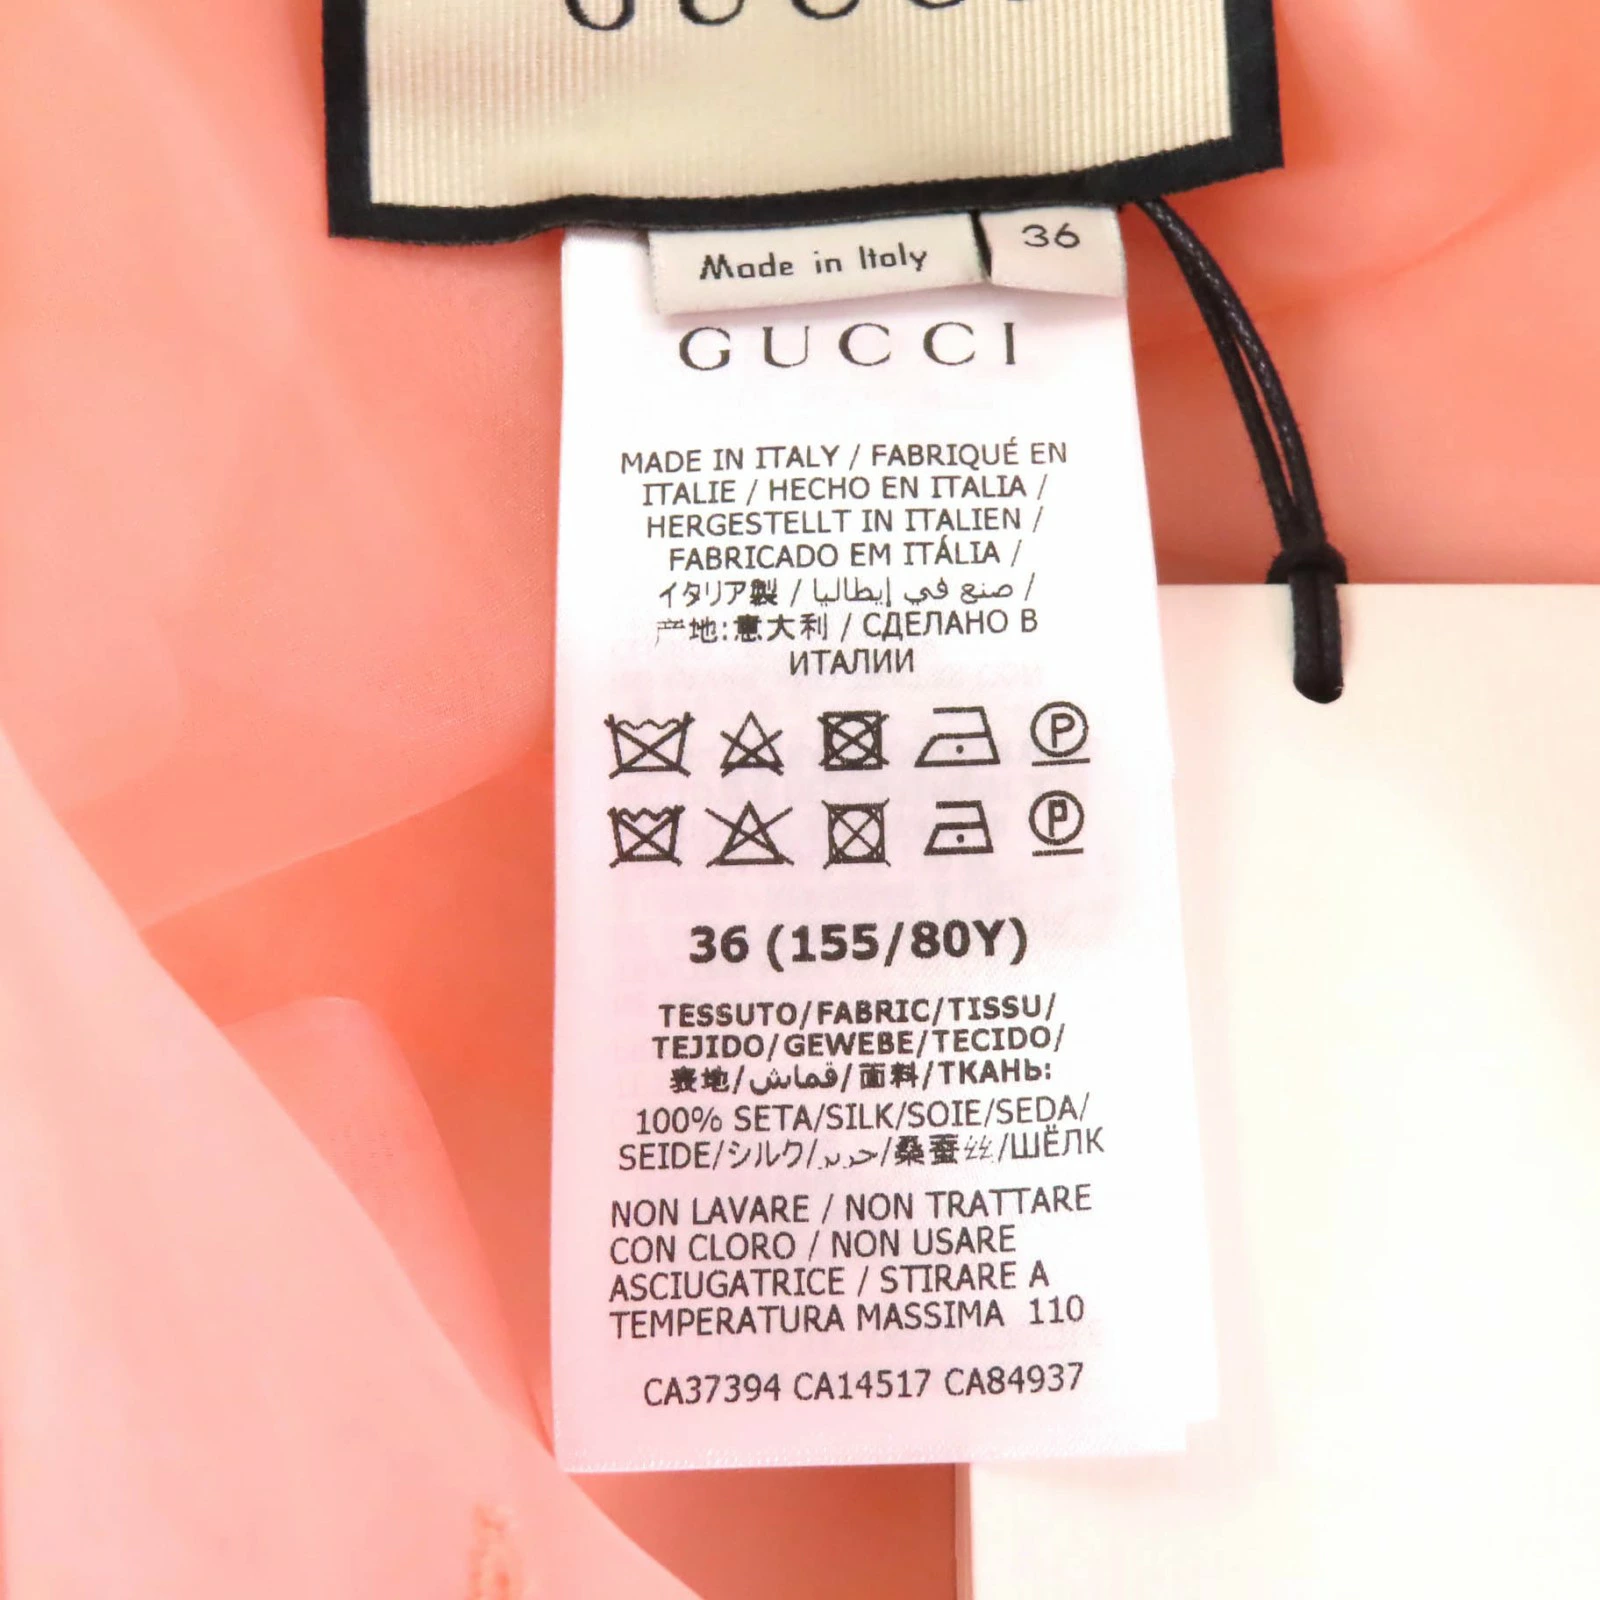 GUCCI
Made in Italy
36
GUCCI
MADE IN ITALY / FABRIQUÉ EN
ITALIE / HECHO EN ITALIA /
HERGESTELLT IN ITALIEN /
FABRICADO EM ITÁLIA /
イタリア製 / صنع في إيطاليا /
产地:意大利 / СДЕЛАНО В
ИТАЛИИ
P
P
36 (155/80Y)
TESSUTO/FABRIC/TISSU/
TEJIDO/GEWEBE/TECIDO/
表地/قماش/面料/ТКАНЬ:
100% SETA/SILK/SOIE/SEDA/
SEIDE/シルク/حرير/桑蚕丝/ШЁЛК
NON LAVARE / NON TRATTARE
CON CLORO / NON USARE
ASCIUGATRICE / STIRARE A
TEMPERATURA MASSIMA 110
CA37394 CA14517 CA84937